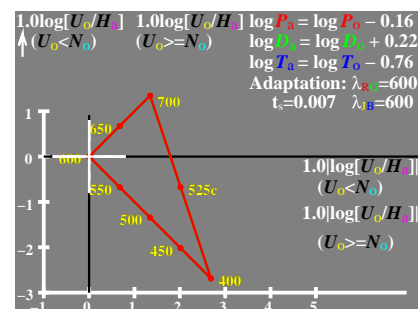 1.0log[Uo/Ha] 1.0log[Uo/Ha] log Pa = log Po − 0.16
(Uo<No) (Uo>=No) log Da = log Do + 0.22
log Ta = log To − 0.76
Adaptation: λRG=600
ts=0.007 λJB=600
1
700
650
0
600
1.0|log[Uo/Ha]|
(Uo<No)
550
525c
−1
500
1.0|log[Uo/Ha]|
450
(Uo>=No)
−2
400
−3
−1 0 1 2 3 4 5